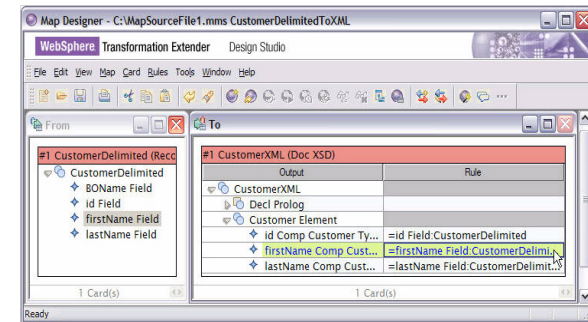 Map Designer - C:\MapSourceFile1.mms CustomerDelimitedToXML
WebSphere. Transformation Extender Design Studio
File Edit View Map Card Rules Tools Window Help
From
#1 CustomerDelimited (Reco
CustomerDelimited
BOName Field
id Field
firstName Field
lastName Field
1 Card(s)
To
#1 CustomerXML (Doc XSD)
Output Rule
CustomerXML
Decl Prolog
Customer Element
id Comp Customer Ty... =id Field:CustomerDelimited
firstName Comp Cust... =firstName Field:CustomerDelimi...
lastName Comp Cust... =lastName Field:CustomerDelimit...
1 Card(s)
Ready